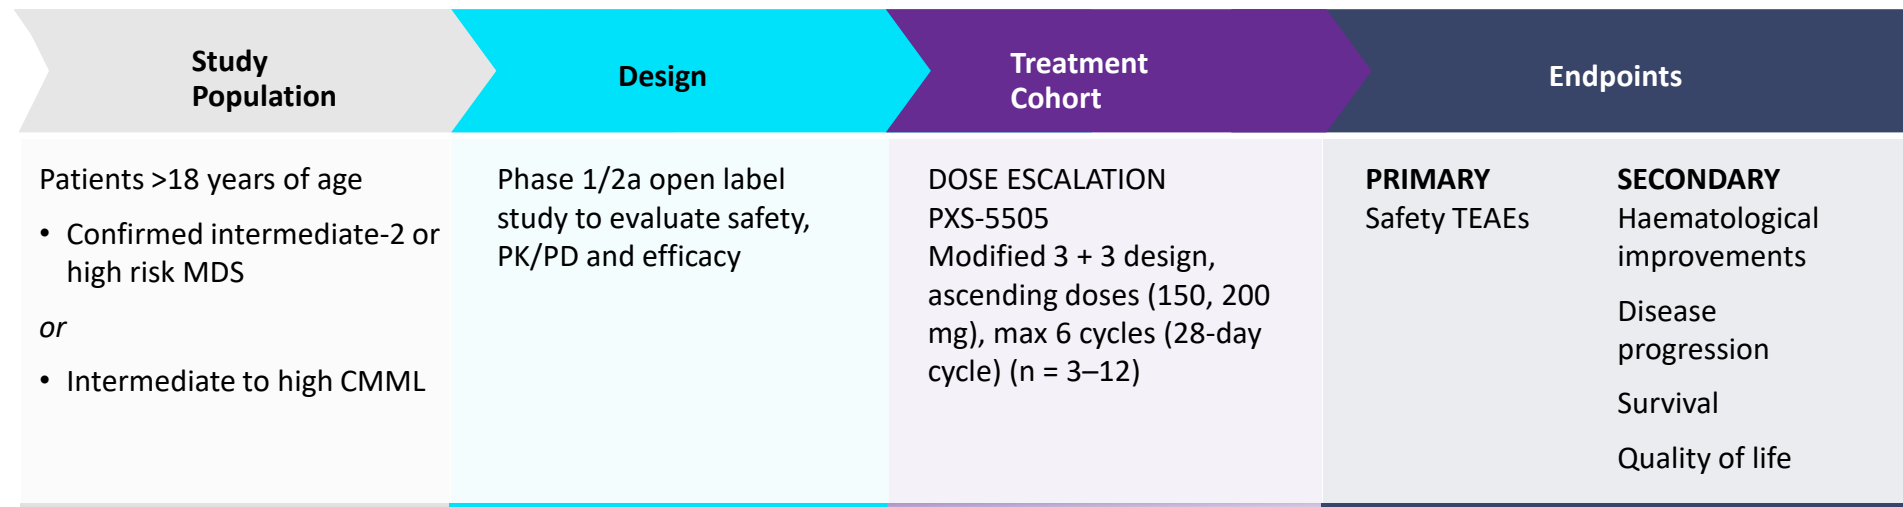 Study
Population
Design
Treatment
Cohort
Endpoints
Patients >18 years of age
• Confirmed intermediate-2 or
high risk MDS
or
• Intermediate to high CMML
Phase 1/2a open label
study to evaluate safety,
PK/PD and efficacy
DOSE ESCALATION
PXS-5505
Modified 3 + 3 design,
ascending doses (150, 200
mg), max 6 cycles (28-day
cycle) (n = 3–12)
PRIMARY
Safety TEAEs
SECONDARY
Haematological
improvements
Disease
progression
Survival
Quality of life